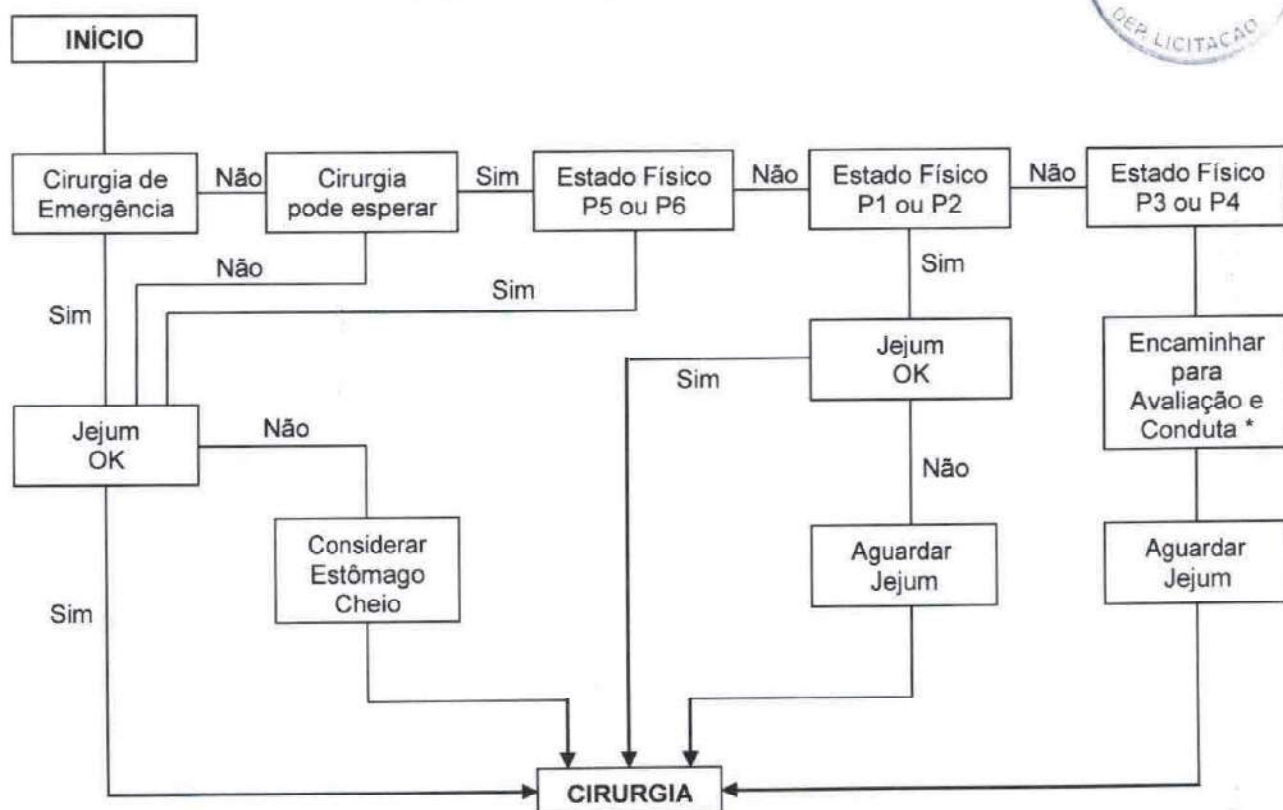 DEP. LICITAÇÃO
INÍCIO
Cirurgia de
Emergência
Não
Cirurgia
pode esperar
Sim
Estado Físico
P5 ou P6
Não
Estado Físico
P1 ou P2
Não
Estado Físico
P3 ou P4
Não
Sim
Sim
Sim
Jejum
OK
Sim
Encaminhar
para
Avaliação e
Conduta *
Jejum
OK
Não
Não
Considerar
Estômago
Cheio
Aguardar
Jejum
Aguardar
Jejum
Sim
CIRURGIA